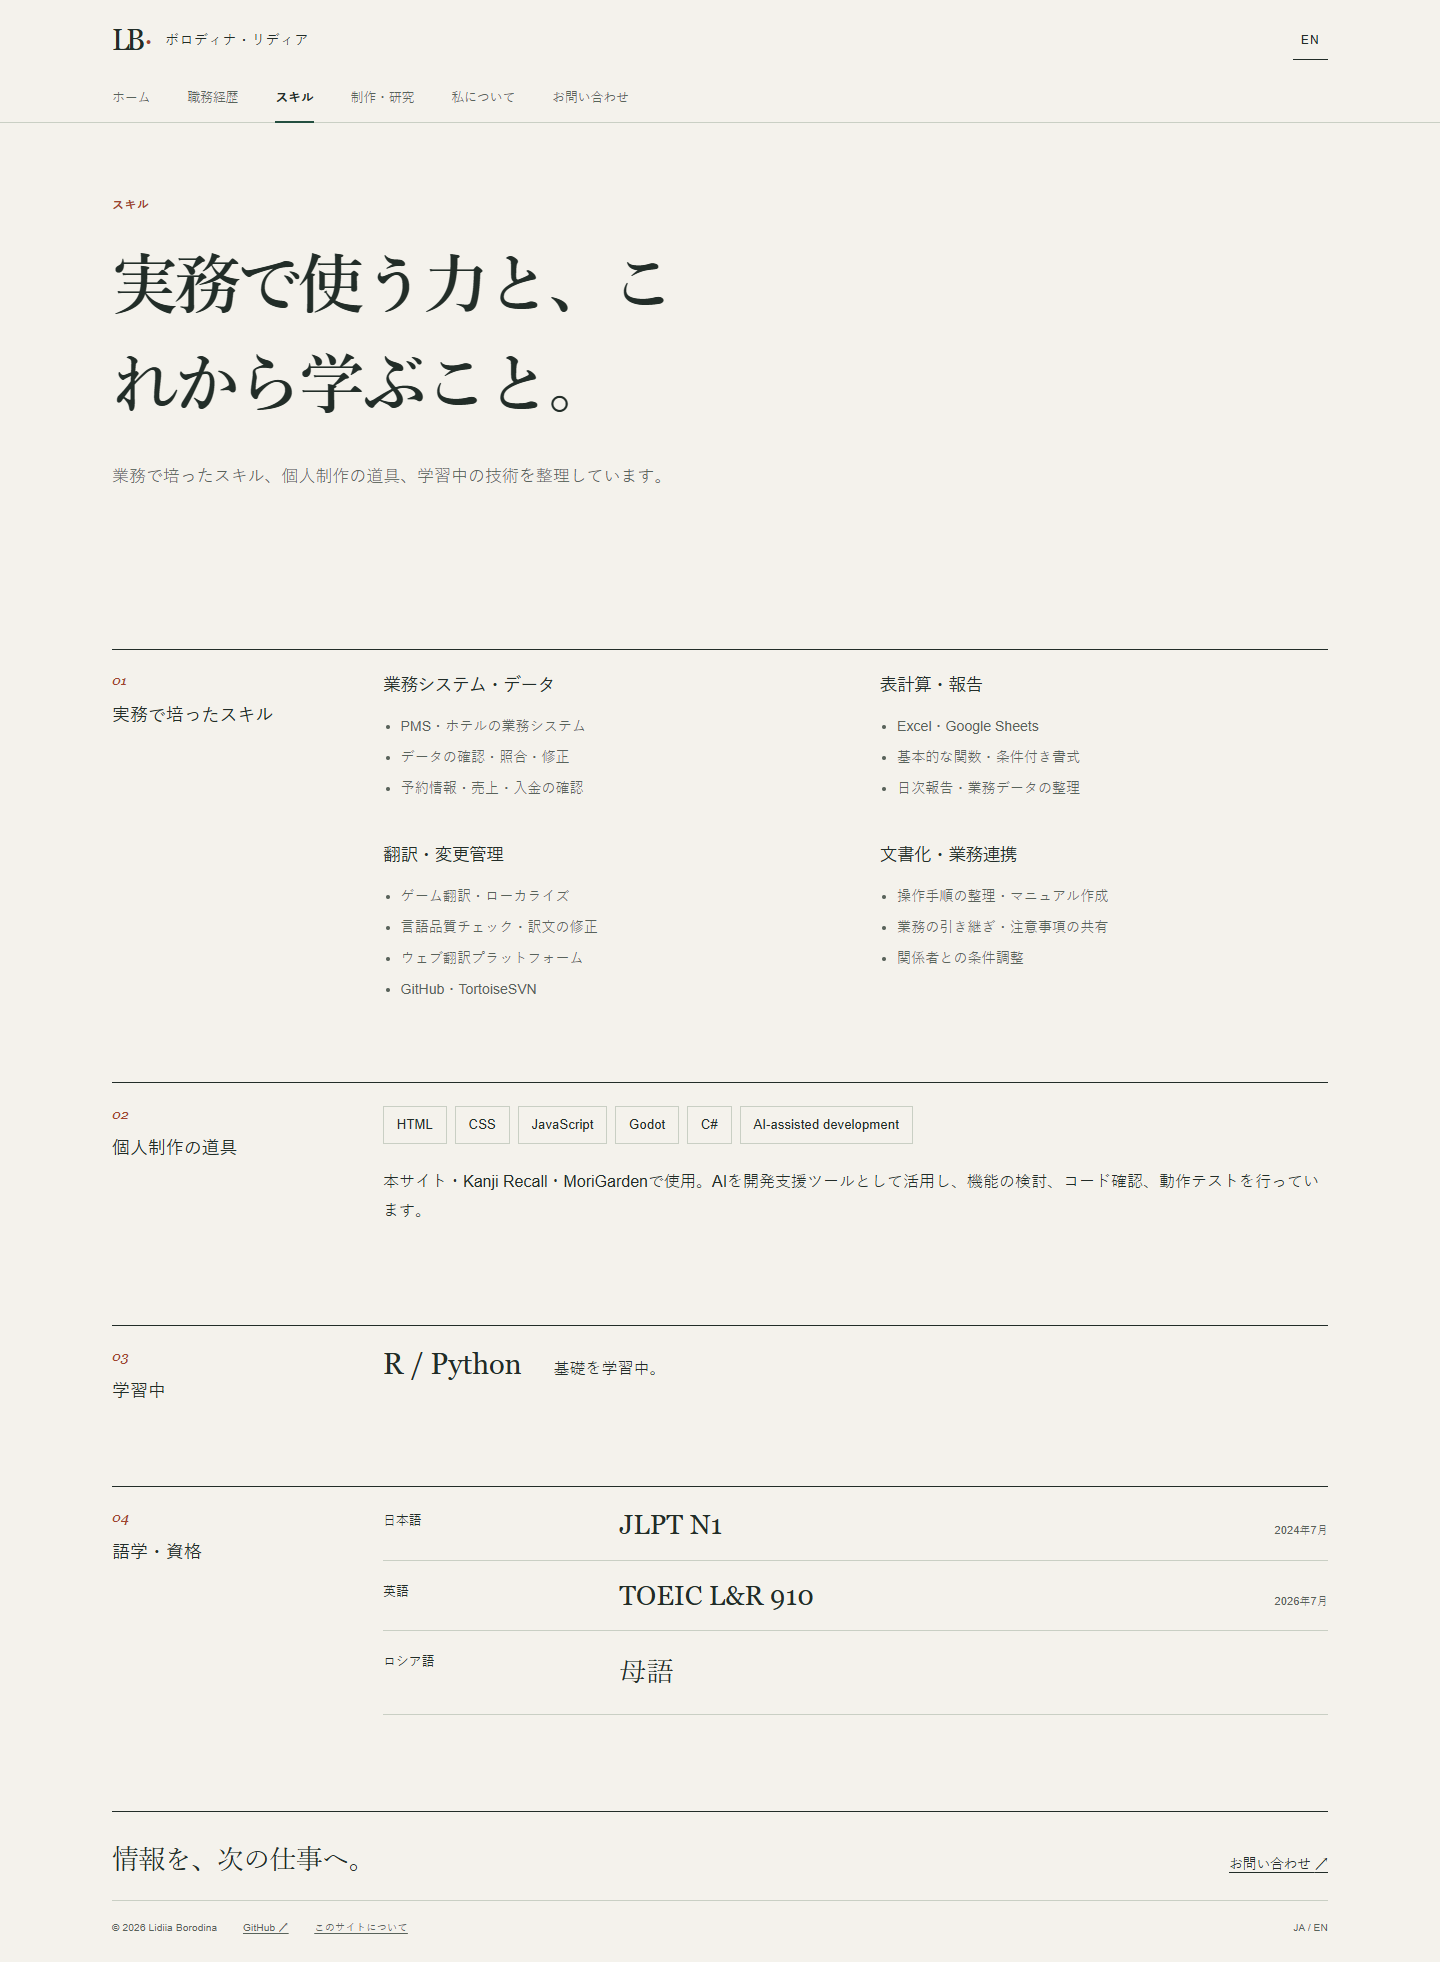 LB· ボロディナ・リディア
EN
ホーム 職務経歴 スキル 制作・研究 私について お問い合わせ
スキル
実務で使う力と、こ
れから学ぶこと。
業務で培ったスキル、個人制作の道具、学習中の技術を整理しています。
01
実務で培ったスキル
業務システム・データ
• PMS・ホテルの業務システム
• データの確認・照合・修正
• 予約情報・売上・入金の確認
表計算・報告
• Excel・Google Sheets
• 基本的な関数・条件付き書式
• 日次報告・業務データの整理
翻訳・変更管理
• ゲーム翻訳・ローカライズ
• 言語品質チェック・訳文の修正
• ウェブ翻訳プラットフォーム
• GitHub・TortoiseSVN
文書化・業務連携
• 操作手順の整理・マニュアル作成
• 業務の引き継ぎ・注意事項の共有
• 関係者との条件調整
02
個人制作の道具
HTML CSS JavaScript Godot C# AI-assisted development
本サイト・Kanji Recall・MoriGardenで使用。AIを開発支援ツールとして活用し、機能の検討、コード確認、動作テストを行ってい
ます。
03
学習中
R / Python 基礎を学習中。
04
語学・資格
日本語 JLPT N1 2024年7月
英語 TOEIC L&R 910 2026年7月
ロシア語 母語
情報を、次の仕事へ。
お問い合わせ ↗
© 2026 Lidiia Borodina GitHub ↗ このサイトについて
JA / EN